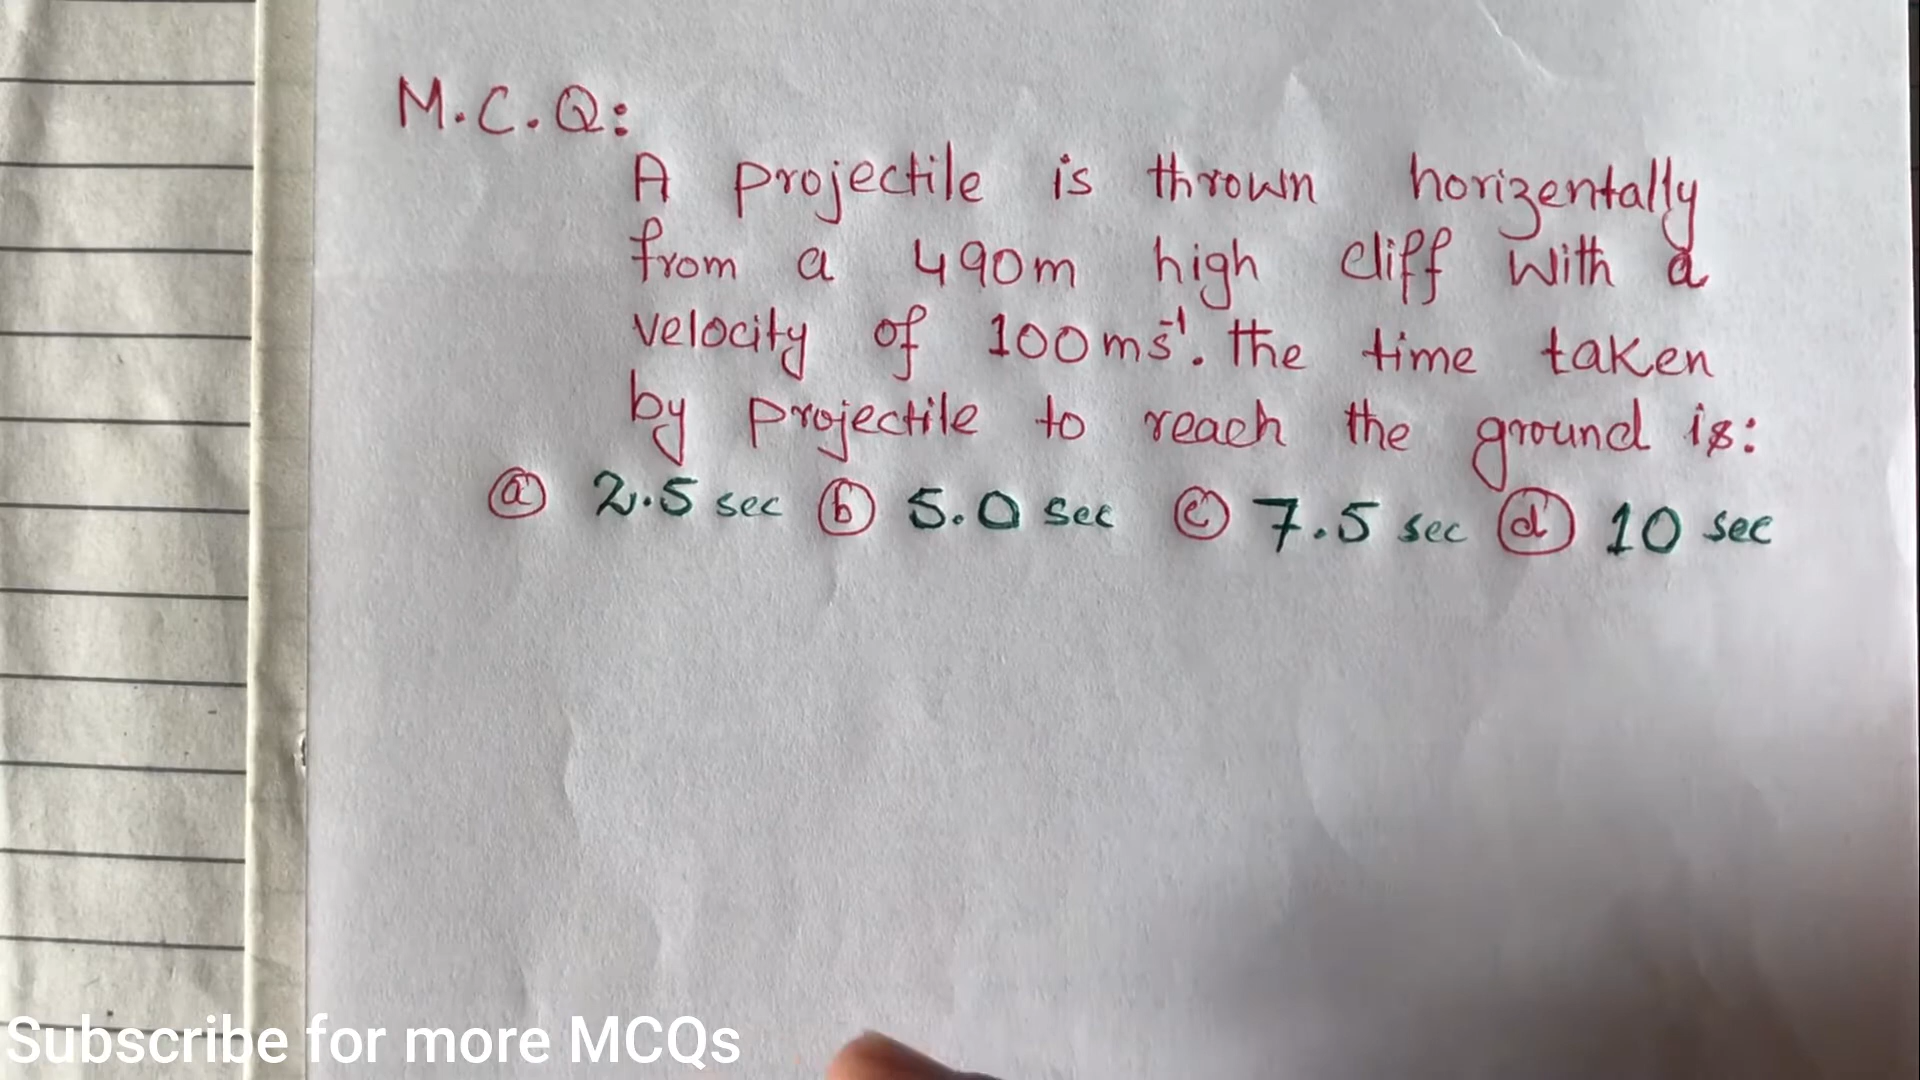 M.C.Q:
A projectile is thrown horizentally
from a 490m high cliff with a
velocity of 100ms⁻¹. the time taken
by projectile to reach the ground is:
ⓐ 2.5 sec ⓑ 5.0 sec ⓒ 7.5 sec ⓓ 10 sec
Subscribe for more MCQs